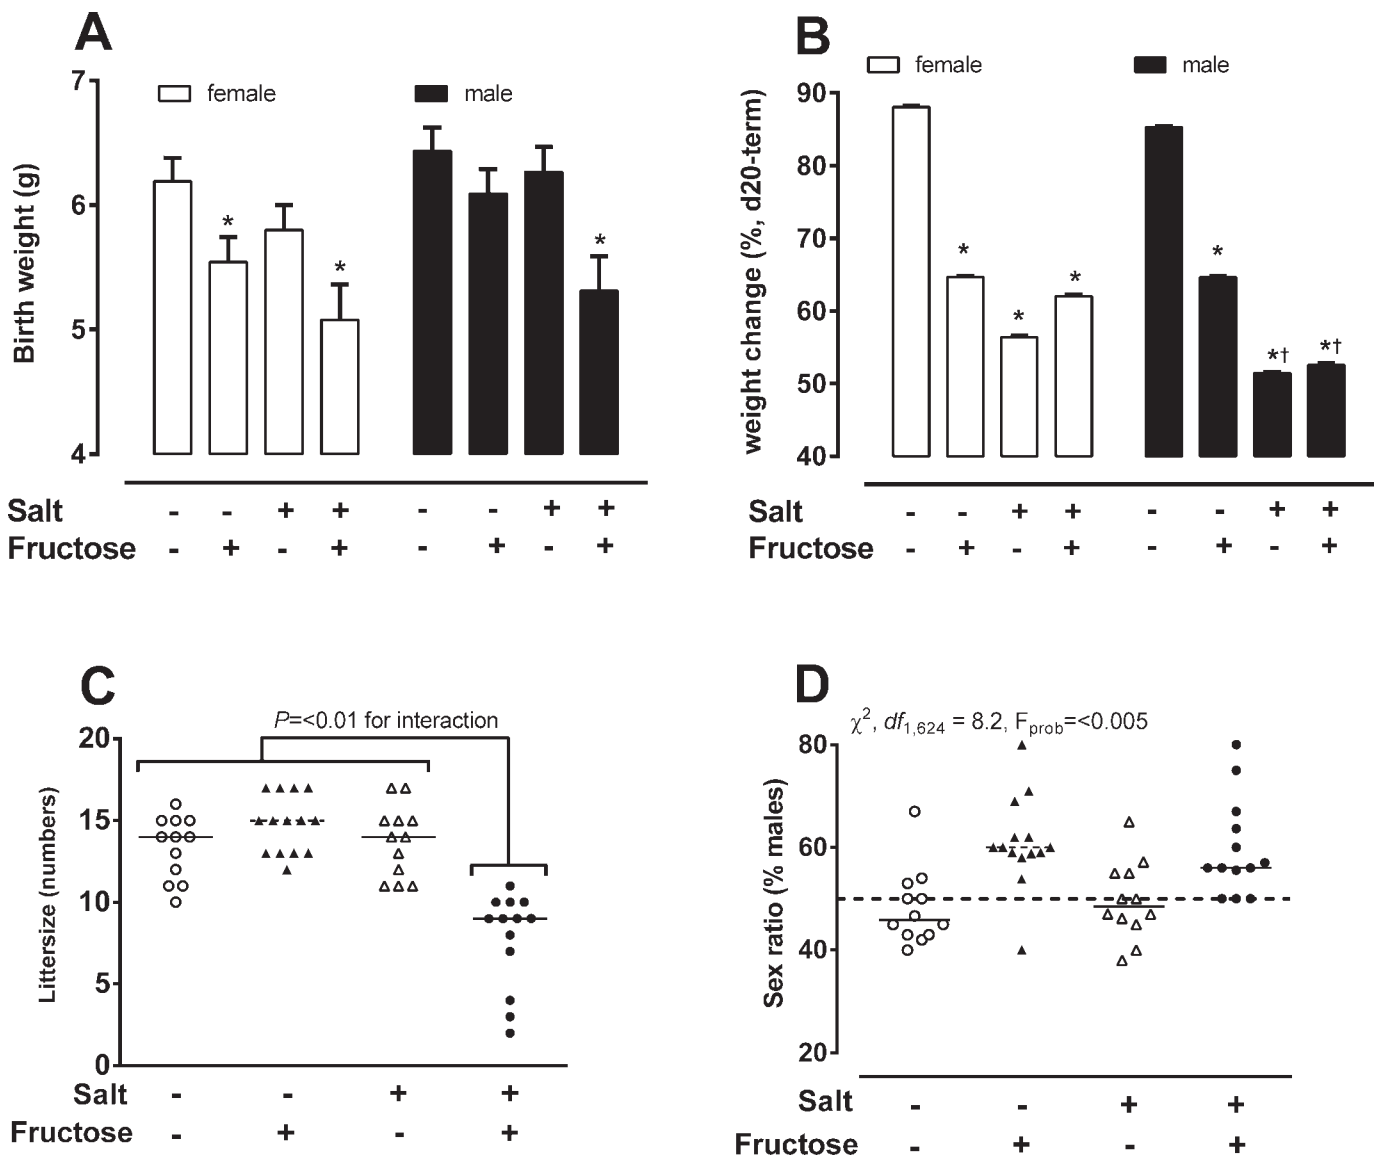 A
7
6
5
4
Birth weight (g)
female
male
*
*
*
Salt - - + + - - + +
Fructose - + - + - + - +
B
90
80
70
60
50
40
weight change (%, d20-term)
female
male
*
*
*
*
*†
*†
Salt - - + + - - + +
Fructose - + - + - + - +
C
P=<0.01 for interaction
20
15
10
5
0
Littersize (numbers)
Salt - - + +
Fructose - + - +
D
χ², df1,624 = 8.2, Fprob=<0.005
80
60
40
20
Sex ratio (% males)
Salt - - + +
Fructose - + - +